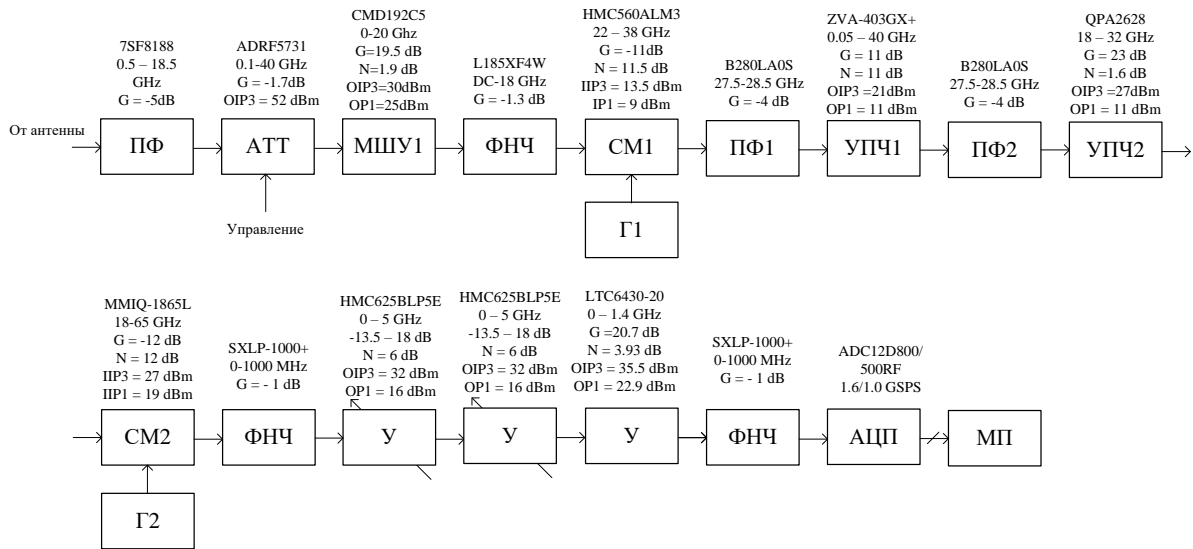 От антенны
7SF8188
0.5 – 18.5
GHz
G = -5dB
ПФ
ADRF5731
0.1-40 GHz
G = -1.7dB
OIP3 = 52 dBm
АТТ
Управление
CMD192C5
0-20 Ghz
G=19.5 dB
N=1.9 dB
OIP3=30dBm
OP1=25dBm
МШУ1
L185XF4W
DC-18 GHz
G = -1.3 dB
ФНЧ
HMC560ALM3
22 – 38 GHz
G = -11dB
N = 11.5 dB
IIP3 = 13.5 dBm
IP1 = 9 dBm
СМ1
Г1
B280LA0S
27.5-28.5 GHz
G = -4 dB
ПФ1
ZVA-403GX+
0.05 – 40 GHz
G = 11 dB
N = 11 dB
OIP3 =21dBm
OP1 = 11 dBm
УПЧ1
B280LA0S
27.5-28.5 GHz
G = -4 dB
ПФ2
QPA2628
18 – 32 GHz
G = 23 dB
N = 1.6 dB
OIP3 =27dBm
OP1 = 11 dBm
УПЧ2
MMIQ-1865L
18-65 GHz
G = -12 dB
N = 12 dB
IIP3 = 27 dBm
IIP1 = 19 dBm
СМ2
Г2
SXLP-1000+
0-1000 MHz
G = - 1 dB
ФНЧ
HMC625BLP5E
0 – 5 GHz
-13.5 – 18 dB
N = 6 dB
OIP3 = 32 dBm
OP1 = 16 dBm
У
HMC625BLP5E
0 – 5 GHz
-13.5 – 18 dB
N = 6 dB
OIP3 = 32 dBm
OP1 = 16 dBm
У
LTC6430-20
0 – 1.4 GHz
G =20.7 dB
N = 3.93 dB
OIP3 = 35.5 dBm
OP1 = 22.9 dBm
У
SXLP-1000+
0-1000 MHz
G = - 1 dB
ФНЧ
ADC12D800/
500RF
1.6/1.0 GSPS
АЦП
МП